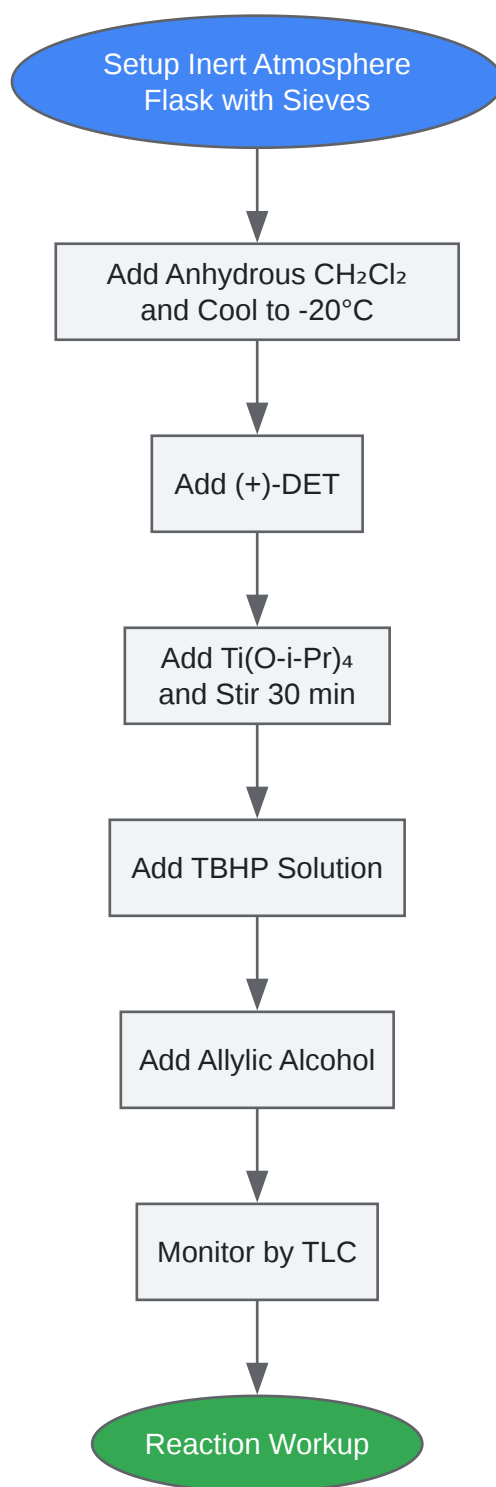 Setup Inert Atmosphere
Flask with Sieves
Add Anhydrous CH₂Cl₂
and Cool to -20°C
Add (+)-DET
Add Ti(O-i-Pr)₄
and Stir 30 min
Add TBHP Solution
Add Allylic Alcohol
Monitor by TLC
Reaction Workup